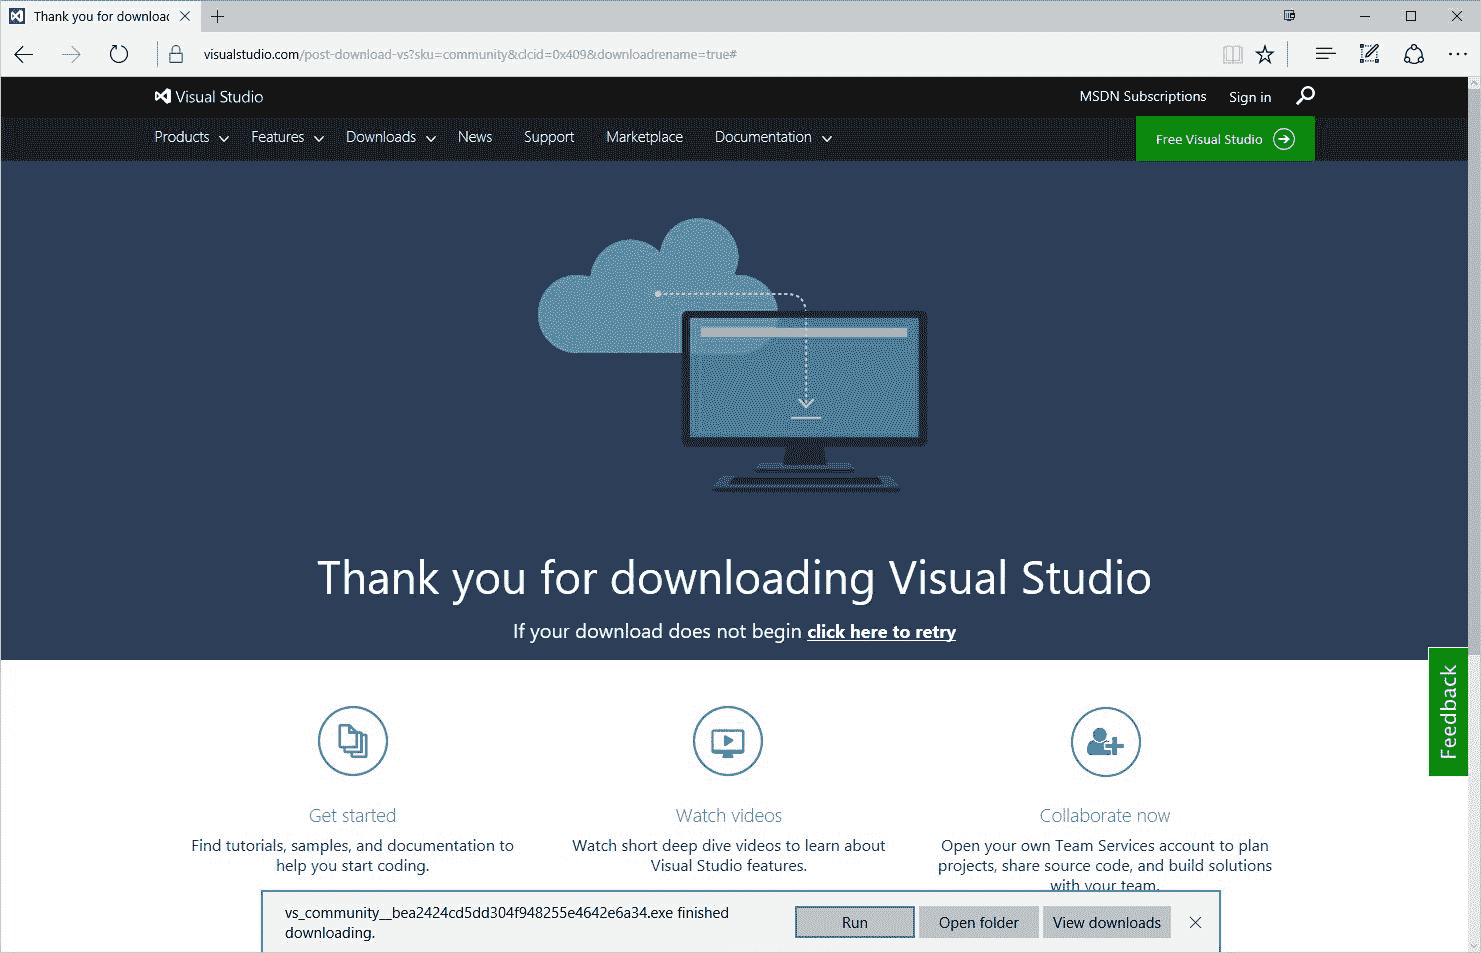 Thank you for downloac
visualstudio.com/post-download-vs?sku=community&clcid=0x409&downloadrename=true#
Visual Studio
MSDN Subscriptions
Sign in
Products
Features
Downloads
News
Support
Marketplace
Documentation
Free Visual Studio
Thank you for downloading Visual Studio
If your download does not begin click here to retry
Feedback
Get started
Find tutorials, samples, and documentation to
help you start coding.
Watch videos
Watch short deep dive videos to learn about
Visual Studio features.
Collaborate now
Open your own Team Services account to plan
projects, share source code, and build solutions
with your team.
vs_community__bea2424cd5dd304f948255e4642e6a34.exe finished
downloading.
Run
Open folder
View downloads